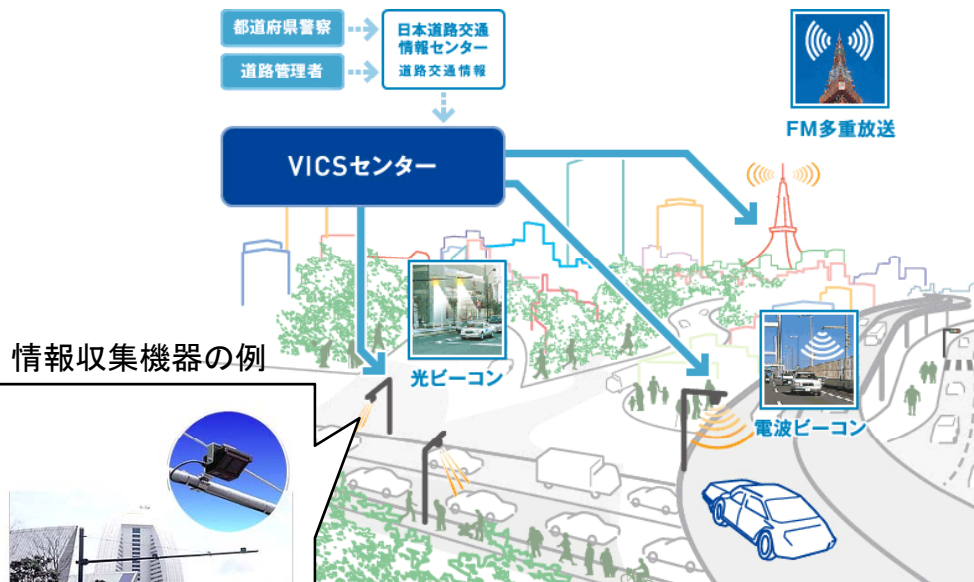 都道府県警察
道路管理者
日本道路交通
情報センター
道路交通情報
VICSセンター
FM多重放送
光ビーコン
電波ビーコン
情報収集機器の例